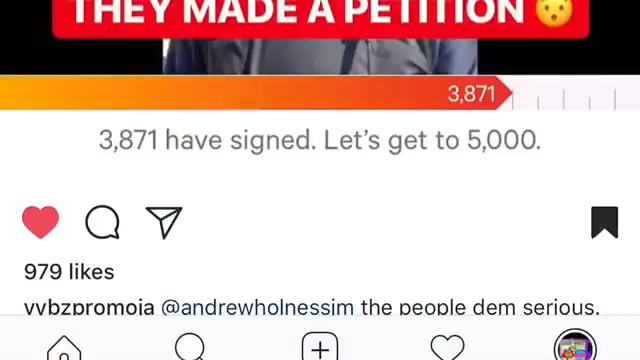 THEY MADE A PETITION 😯
3,871
3,871 have signed. Let's get to 5,000.
979 likes
vybzpromoja @andrewholnessjm the people dem serious.